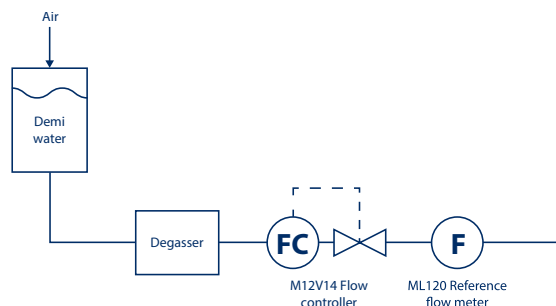 Air
Demi
water
Degasser
FC
F
M12V14 Flow
controller
ML120 Reference
flow meter